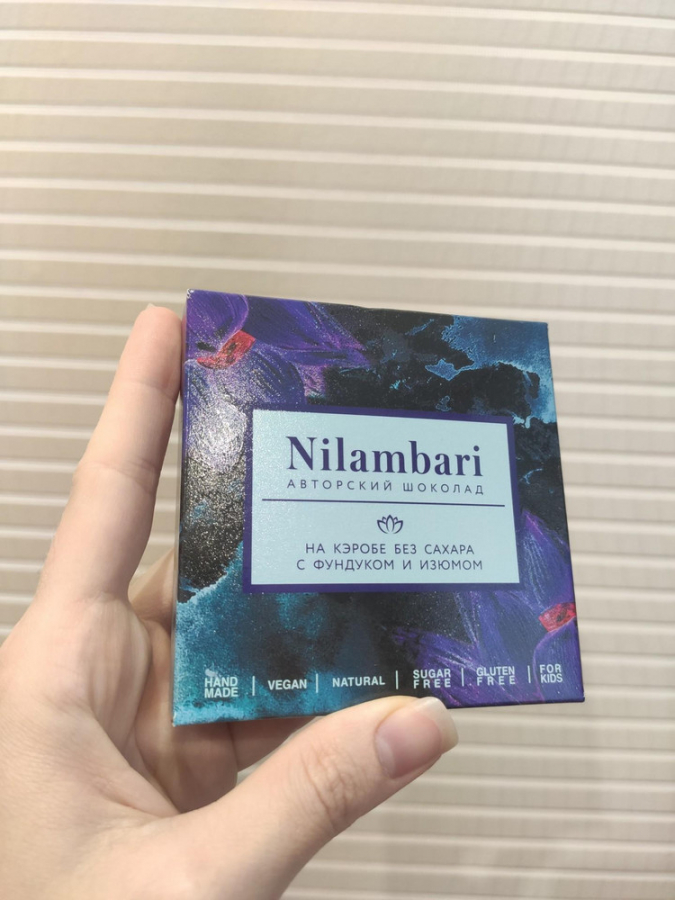 Nilambari
АВТОРСКИЙ ШОКОЛАД
НА КЭРОБЕ БЕЗ САХАРА
С ФУНДУКОМ И ИЗЮМОМ
HAND MADE | VEGAN | NATURAL | SUGAR FREE | GLUTEN FREE | FOR KIDS